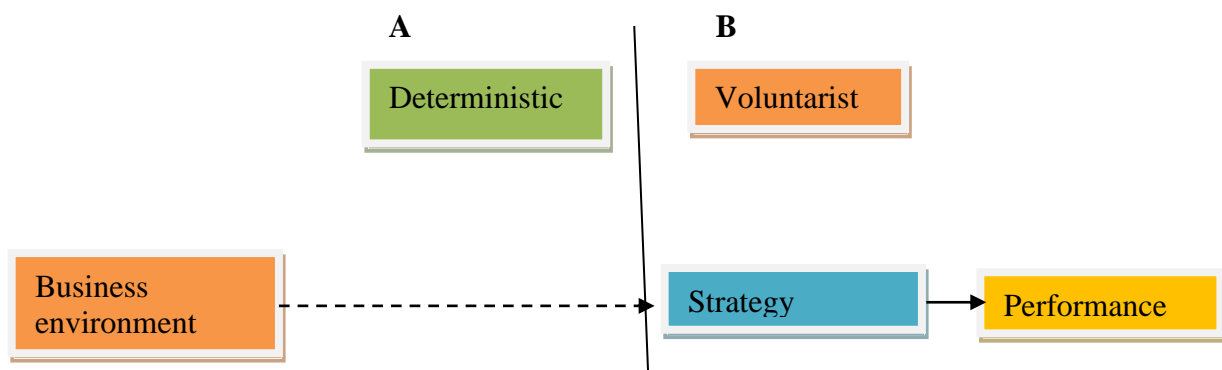 A
B
Deterministic
Voluntarist
Business
environment
Strategy
Performance